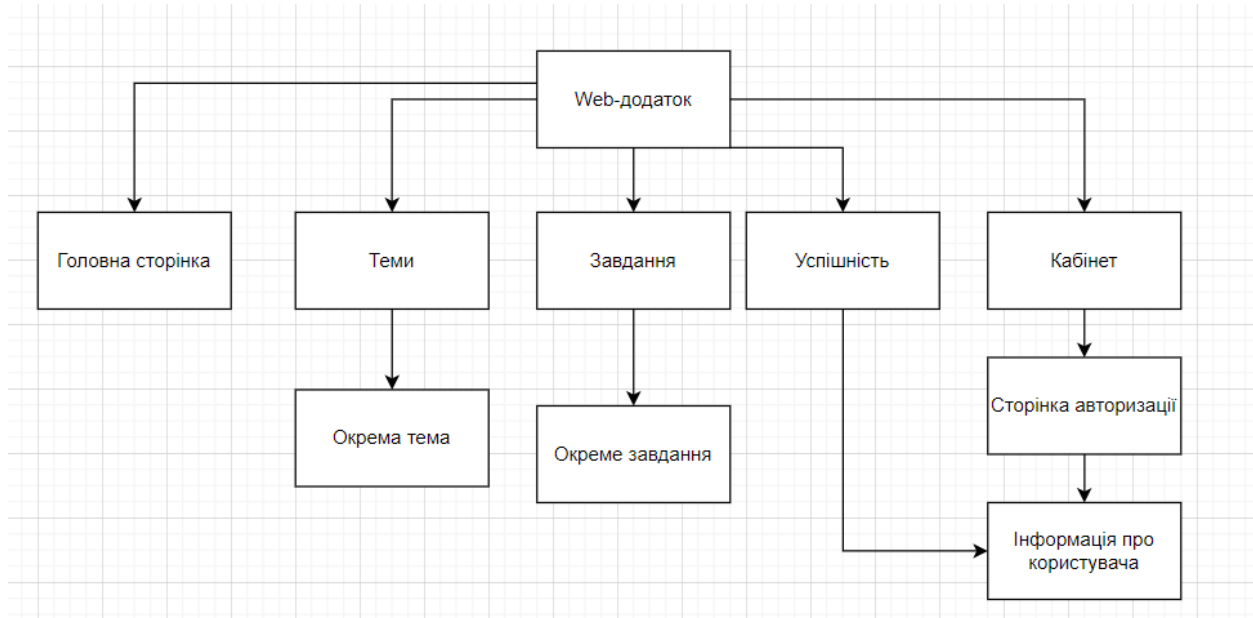 Web-додаток
Головна сторінка
Теми
Завдання
Успішність
Кабінет
Сторінка авторизації
Окрема тема
Окреме завдання
Інформація про
користувача